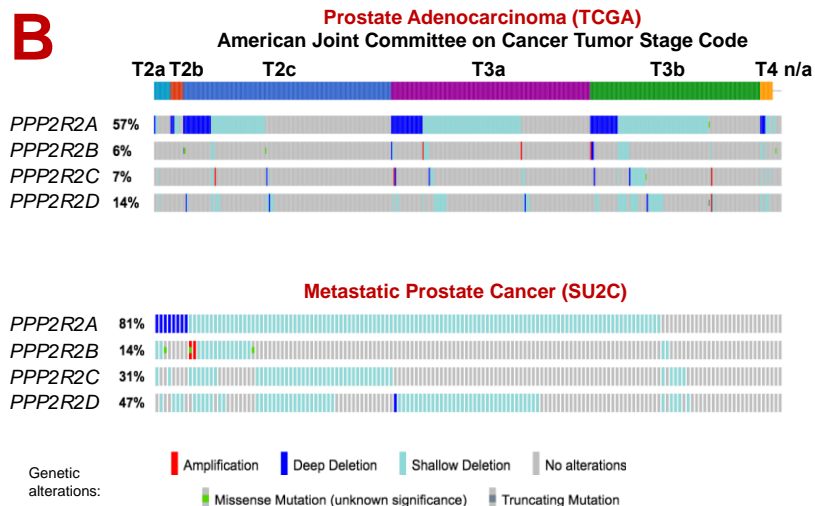 B
Prostate Adenocarcinoma (TCGA)
American Joint Committee on Cancer Tumor Stage Code
T2a T2b T2c T3a T3b T4 n/a
PPP2R2A 57%
PPP2R2B 6%
PPP2R2C 7%
PPP2R2D 14%
Metastatic Prostate Cancer (SU2C)
PPP2R2A 81%
PPP2R2B 14%
PPP2R2C 31%
PPP2R2D 47%
Genetic alterations:
Amplification Deep Deletion Shallow Deletion No alterations
Missense Mutation (unknown significance) Truncating Mutation